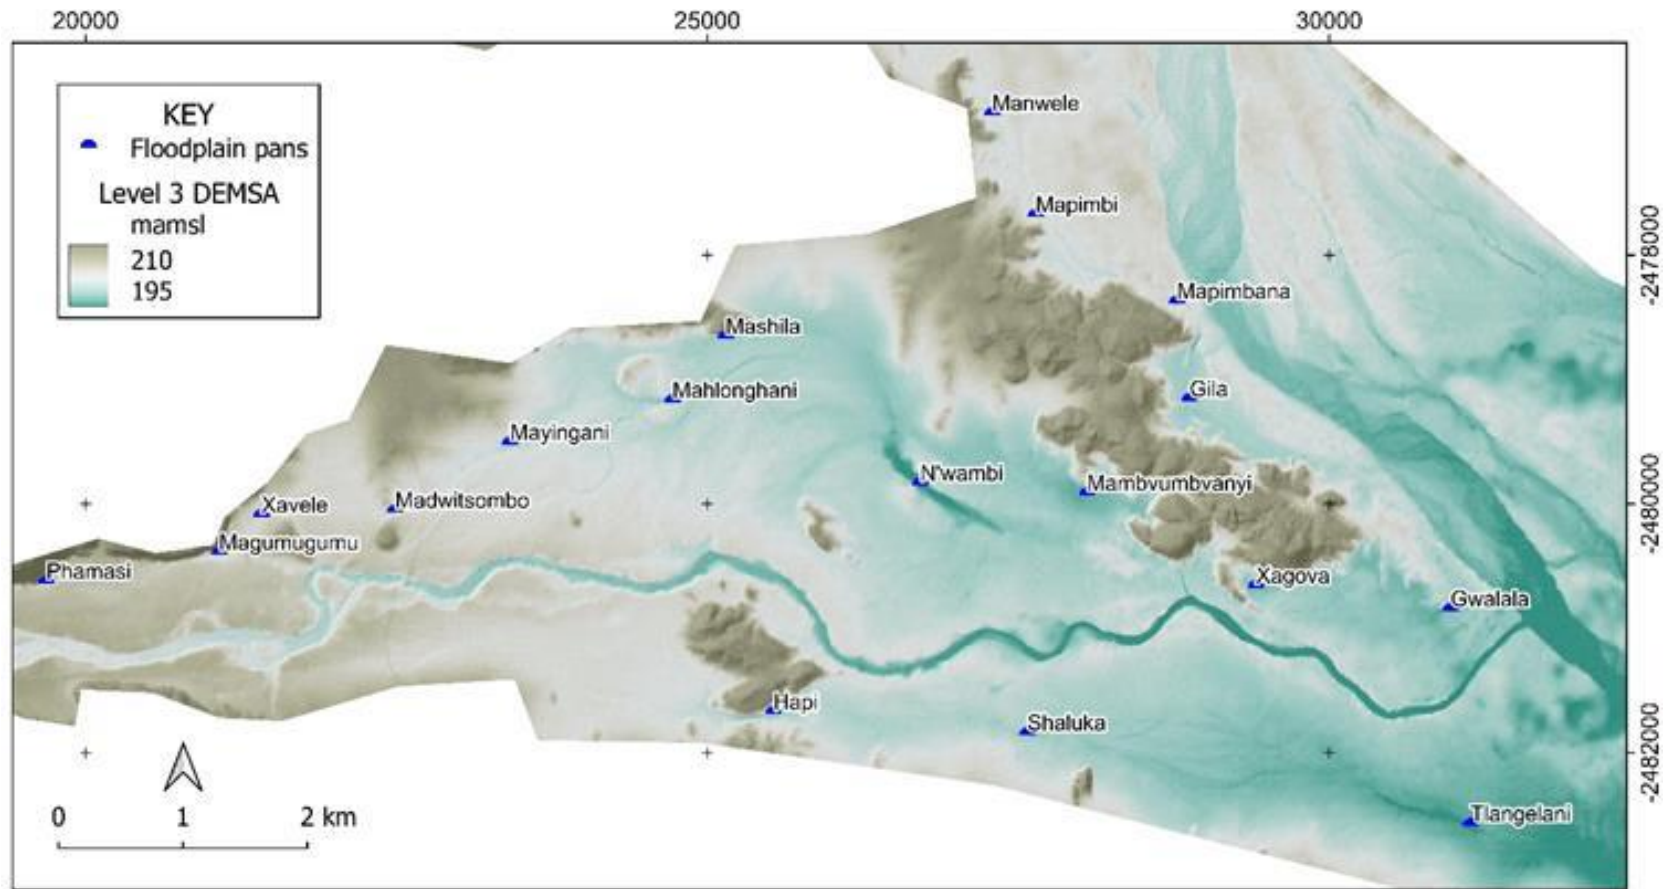 20000 25000 30000
KEY
Floodplain pans
Level 3 DEMSA
mamsl
210
195
Manwele
Mapimbi
-2478000
Mapimbana
Mashila
Mahlonghani
Gila
Mayingani
N'wambi
Mambvumbvanyi
Xavele
Madwitsombo
-2480000
Magumugumu
Phamasi
Xagova
Gwalala
Hapi
Shaluka
-2482000
0 1 2 km
Tlangelani